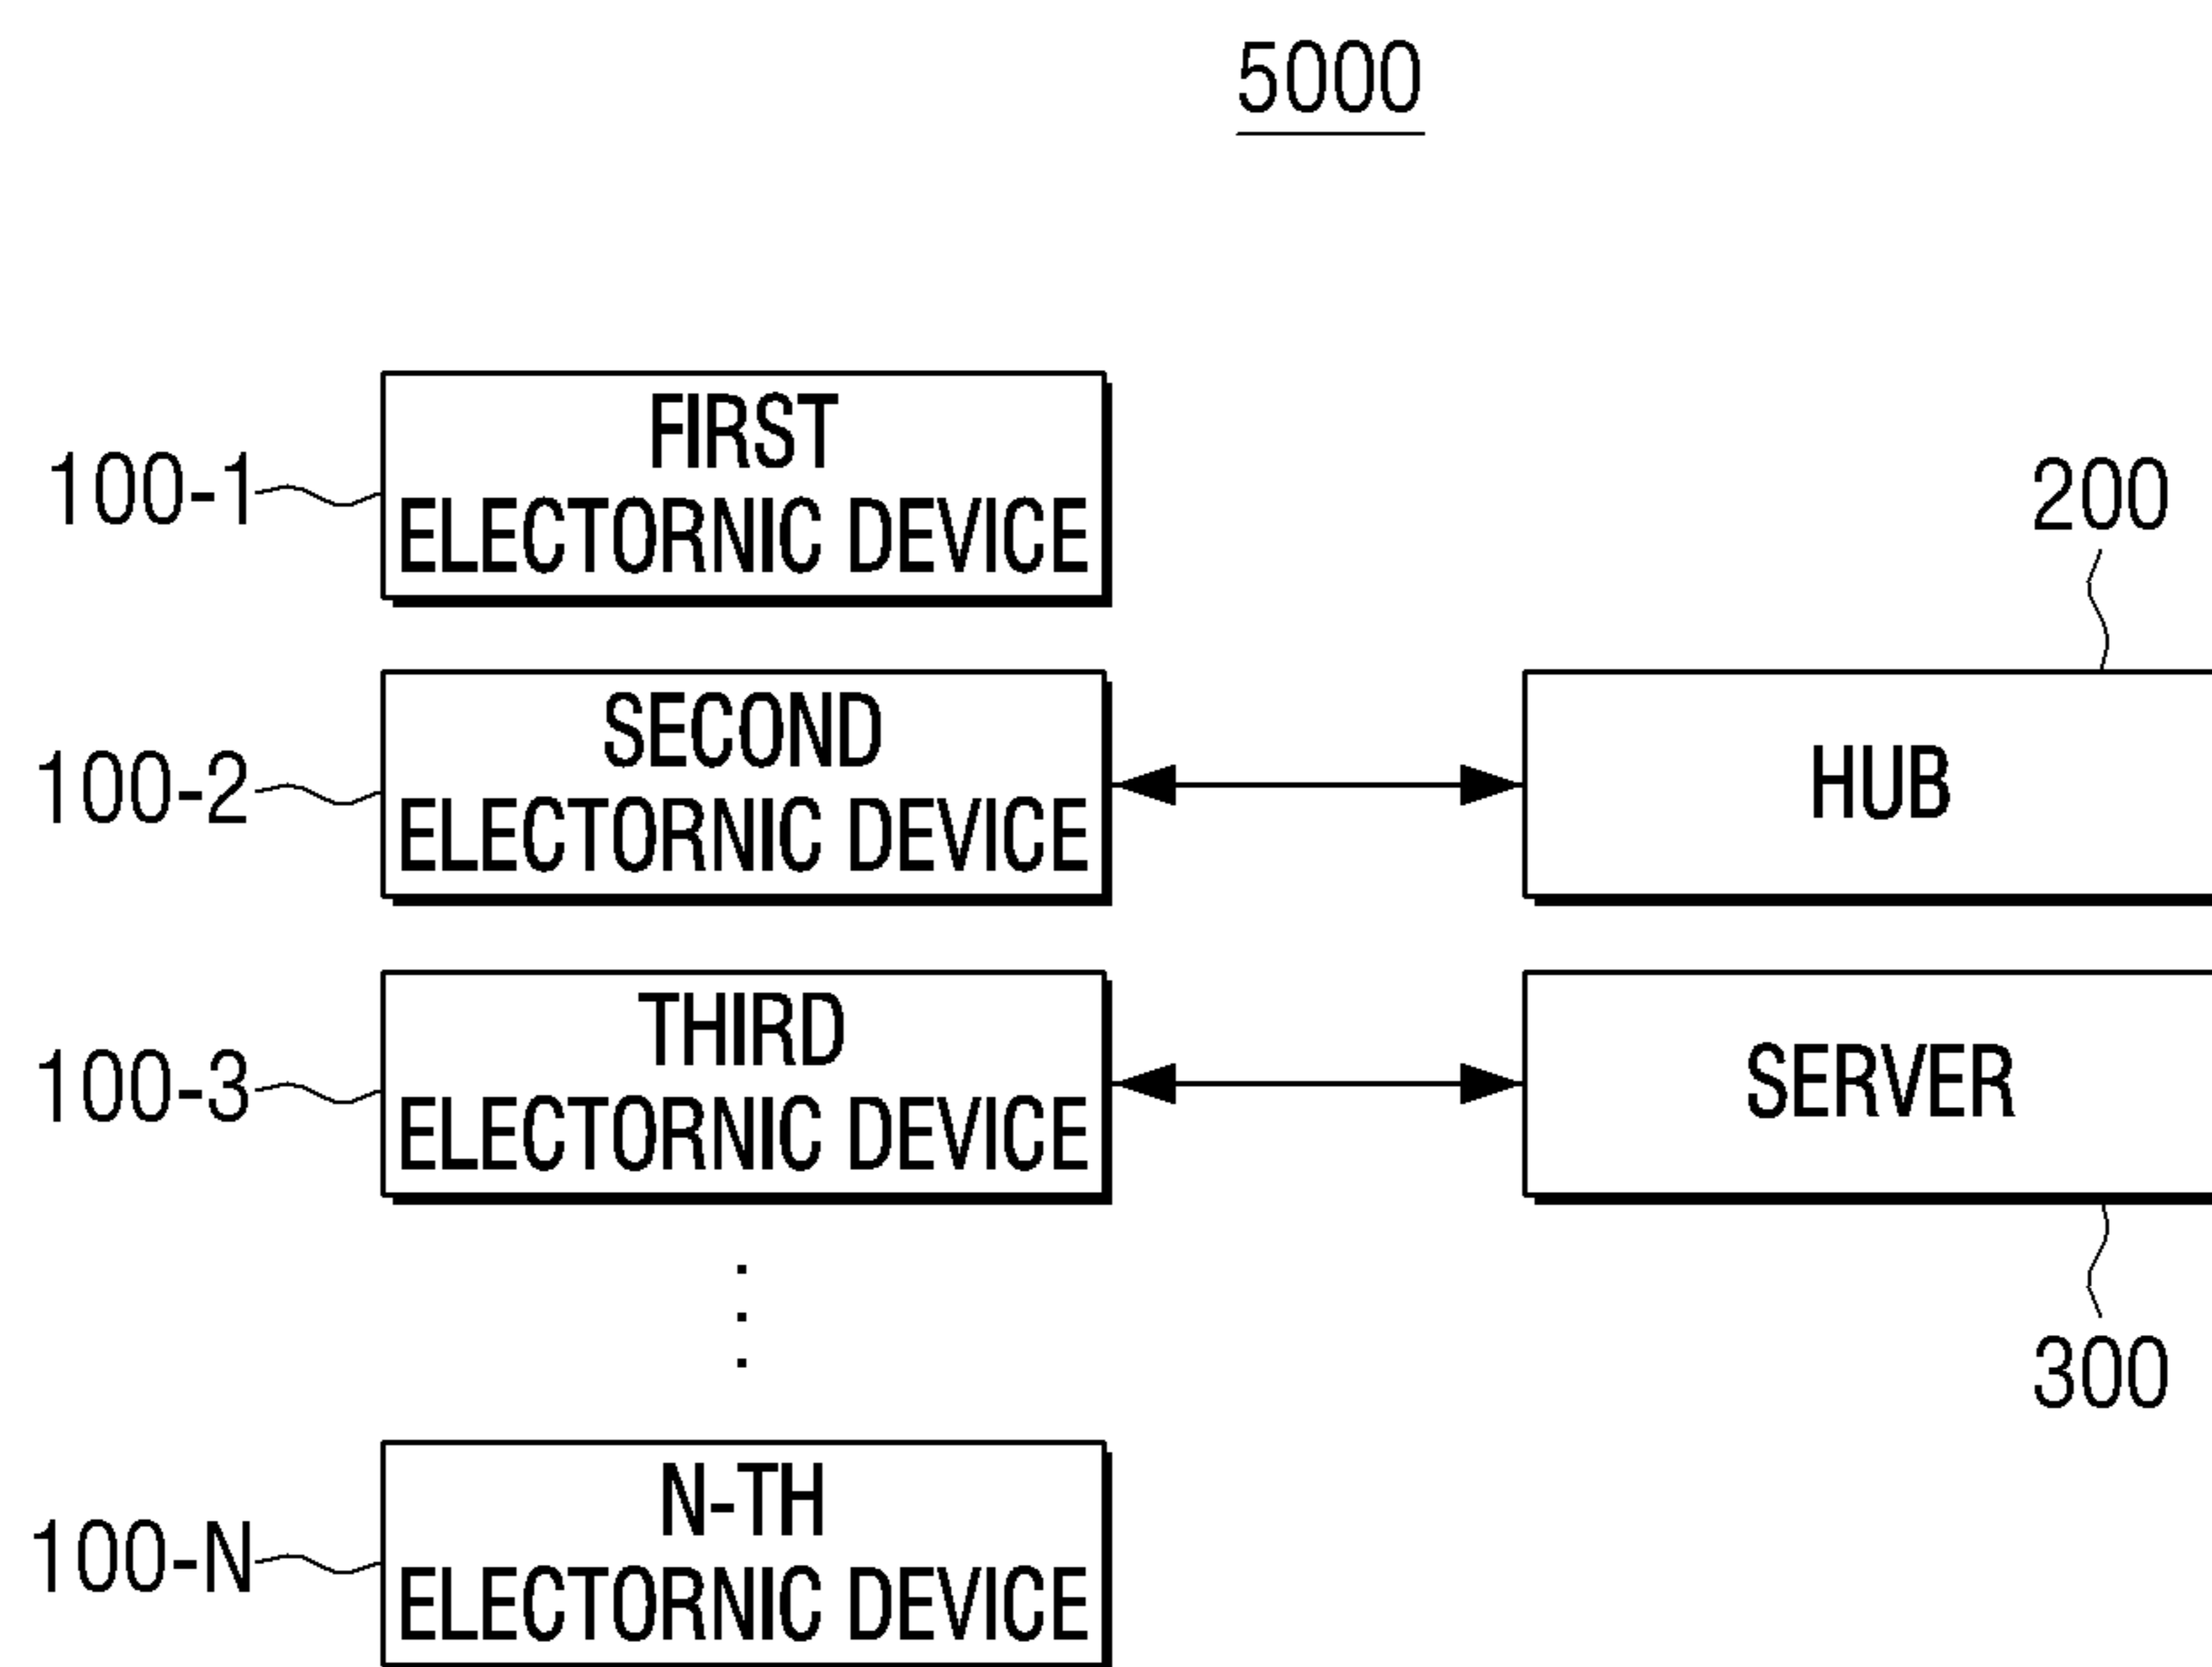 5000
FIRST
ELECTORNIC DEVICE
100-1
200
SECOND
ELECTORNIC DEVICE
100-2
HUB
THIRD
ELECTORNIC DEVICE
100-3
SERVER
300
N-TH
ELECTORNIC DEVICE
100-N